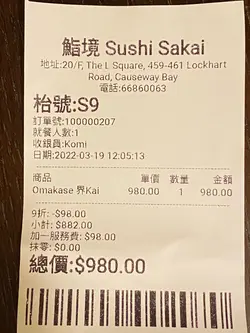 鮨境 Sushi Sakai
地址:20/F, The L Square, 459-461 Lockhart
Road, Causeway Bay
電話:66860063
枱號:S9
訂單號:100000207
就餐人數:1
收銀員:Komi
日期:2022-03-19 12:05:13
商品 單價 數量 金額
Omakase 界Kai 980.00 1 980.00
9折: -$98.00
小計: $882.00
加一服務費: $98.00
抹零: $0.00
總價:$980.00